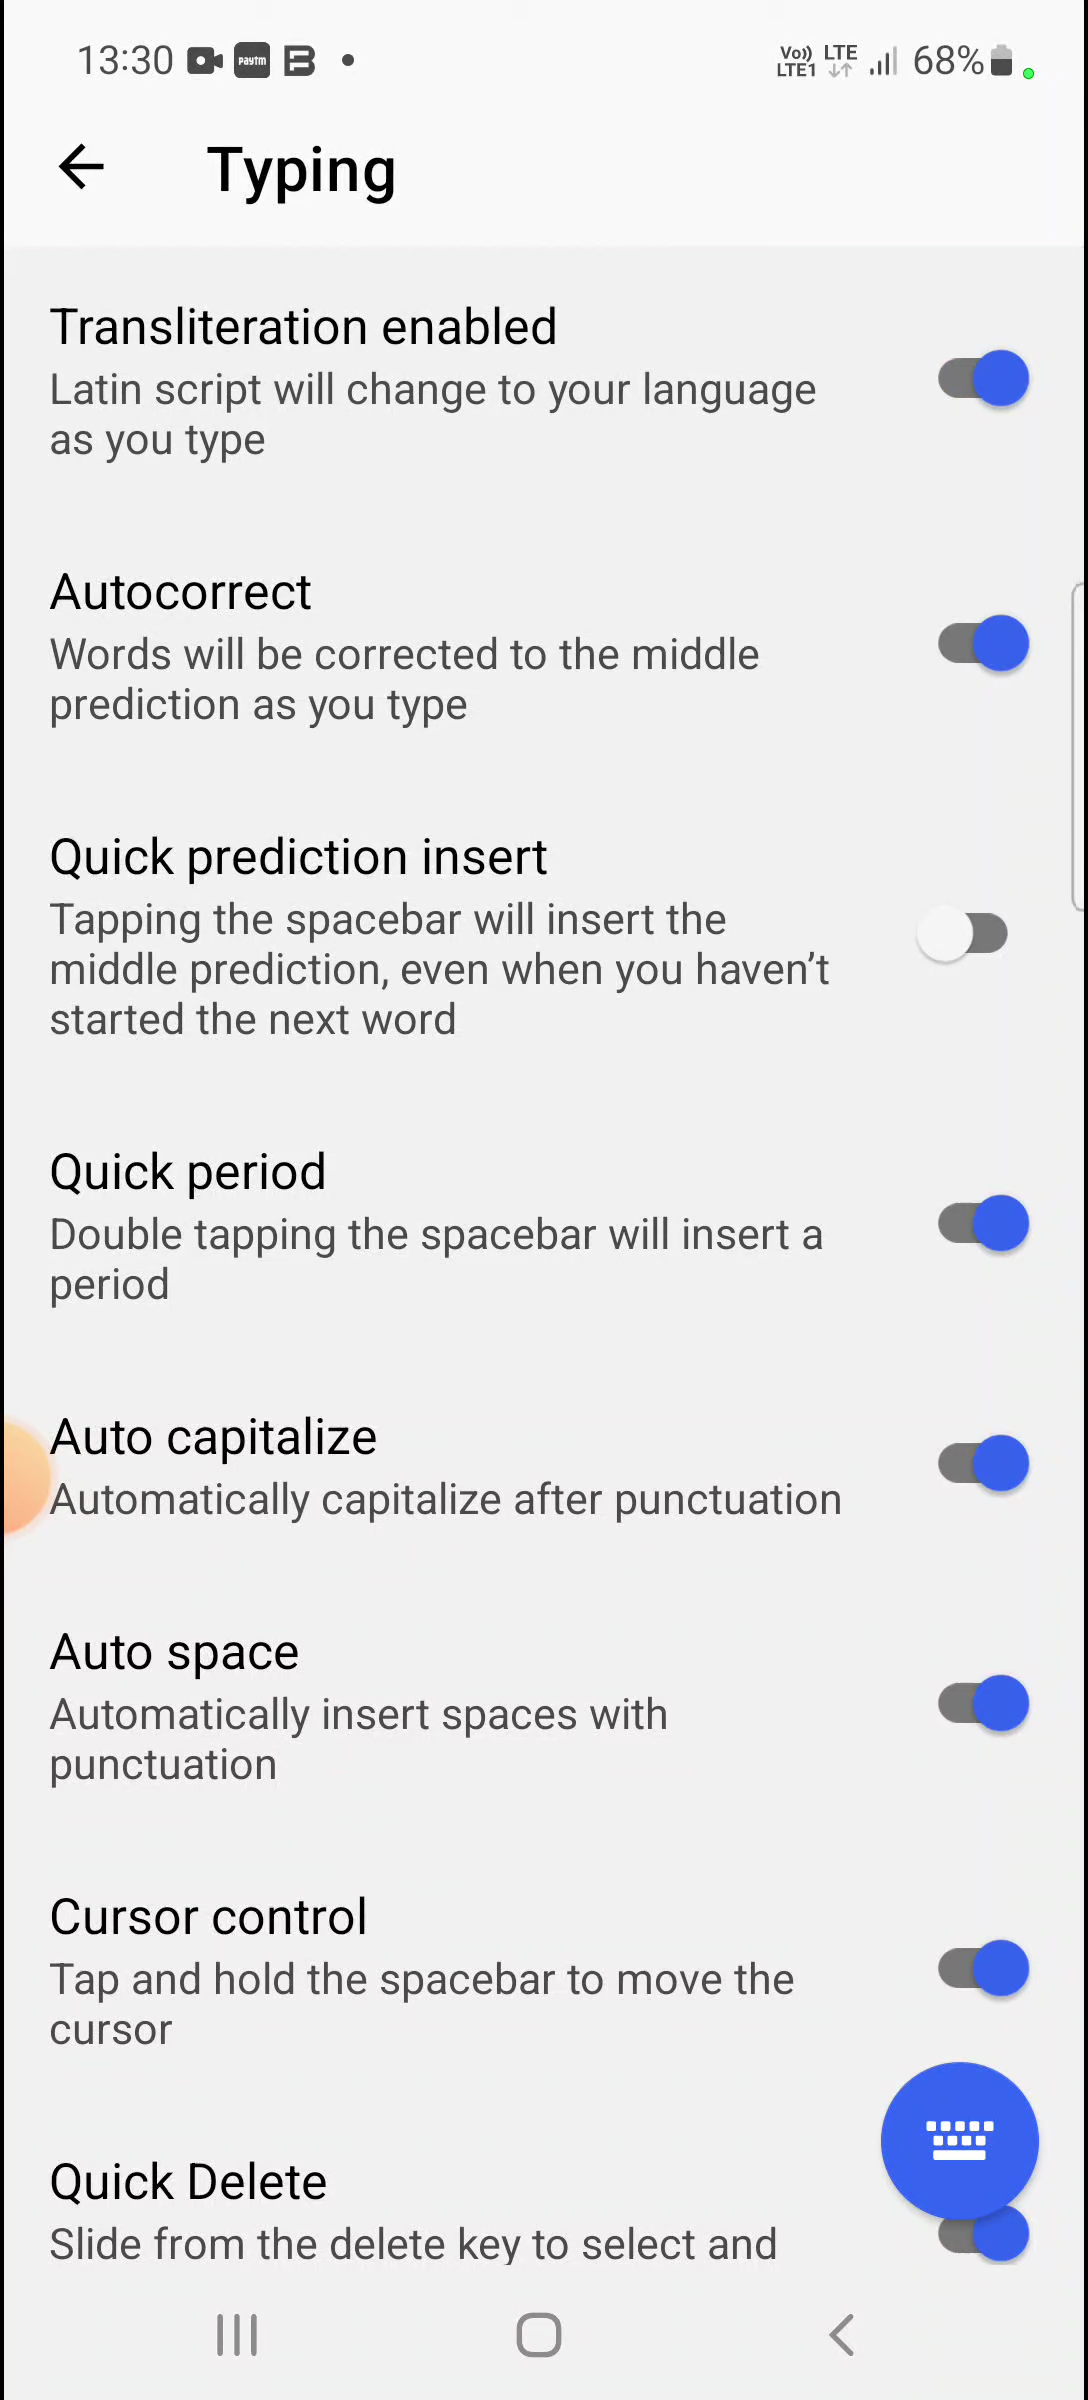 13:30 paytm Vo)) LTE1 LTE 68%
Typing
Transliteration enabled
Latin script will change to your language
as you type
Autocorrect
Words will be corrected to the middle
prediction as you type
Quick prediction insert
Tapping the spacebar will insert the
middle prediction, even when you haven’t
started the next word
Quick period
Double tapping the spacebar will insert a
period
Auto capitalize
Automatically capitalize after punctuation
Auto space
Automatically insert spaces with
punctuation
Cursor control
Tap and hold the spacebar to move the
cursor
Quick Delete
Slide from the delete key to select and